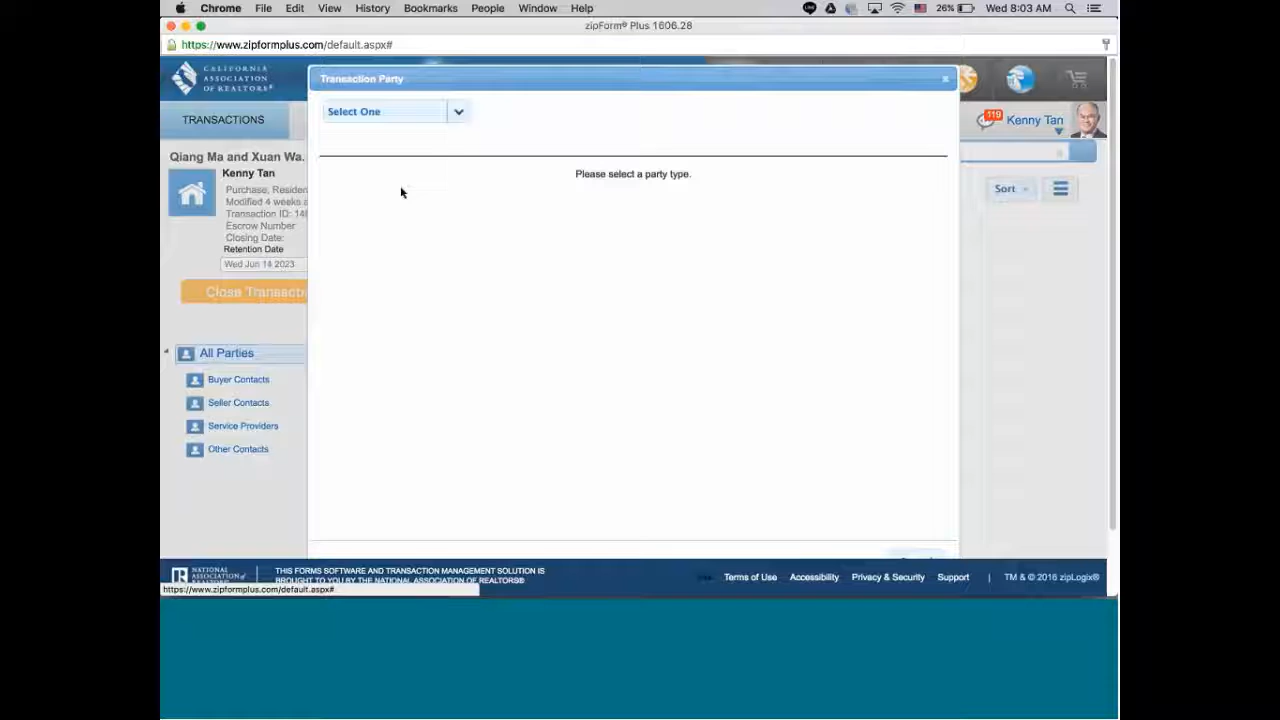 Chrome File Edit View History Bookmarks People Window Help 26% Wed 8:03 AM
zipForm® Plus 1606.28
https://www.zipformplus.com/default.aspx#
CALIFORNIA
ASSOCIATION
OF REALTORS®
Transaction Party
Select One
TRANSACTIONS
119
Kenny Tan
Please select a party type.
Qiang Ma and Xuan Wa.
Kenny Tan
Purchase, Residen
Modified 4 weeks a
Transaction ID: 14
Escrow Number
Closing Date:
Retention Date
Wed Jun 14 2023
Sort
Close Transacti
All Parties
Buyer Contacts
Seller Contacts
Service Providers
Other Contacts
NATIONAL
ASSOCIATION of
REALTORS®
THIS FORMS SOFTWARE AND TRANSACTION MANAGEMENT SOLUTION IS
BROUGHT TO YOU BY THE NATIONAL ASSOCIATION OF REALTORS®
Terms of Use Accessibility Privacy & Security Support | TM & © 2016 zipLogix®
https://www.zipformplus.com/default.aspx#